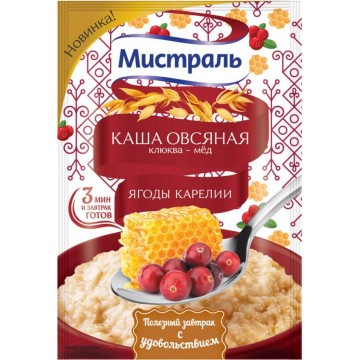 Новинка!
Мистраль
КАША ОВСЯНАЯ
клюква - мёд
ЯГОДЫ КАРЕЛИИ
3 МИН
И ЗАВТРАК
ГОТОВ
Полезный завтрак
с
удовольствием